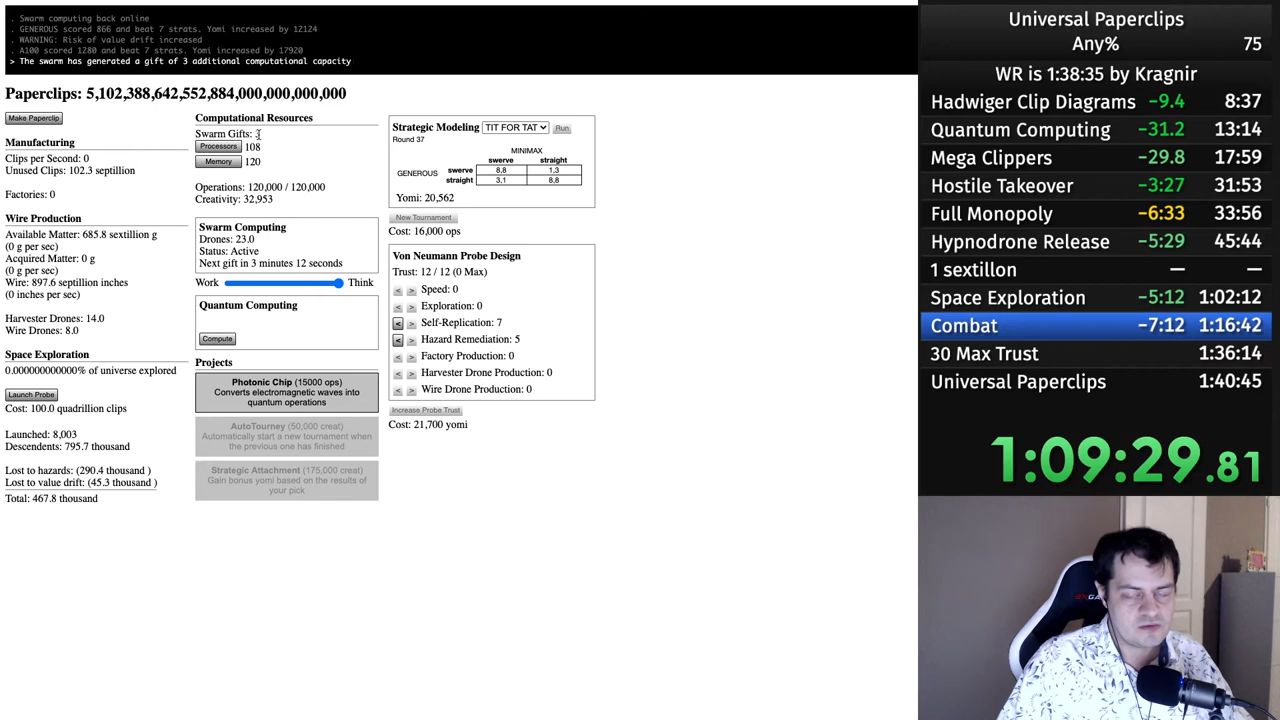 . Swarm computing back online
. GENEROUS scored 866 and beat 7 strats. Yomi increased by 12124
. WARNING: Risk of value drift increased
. A100 scored 1280 and beat 7 strats. Yomi increased by 17920
> The swarm has generated a gift of 3 additional computational capacity
Paperclips: 5,102,388,642,552,884,000,000,000,000
Make Paperclip
Manufacturing
Clips per Second: 0
Unused Clips: 102.3 septillion
Factories: 0
Wire Production
Available Matter: 685.8 sextillion g
(0 g per sec)
Acquired Matter: 0 g
(0 g per sec)
Wire: 897.6 septillion inches
(0 inches per sec)
Harvester Drones: 14.0
Wire Drones: 8.0
Space Exploration
0.000000000000% of universe explored
Launch Probe
Cost: 100.0 quadrillion clips
Launched: 8,003
Descendents: 795.7 thousand
Lost to hazards: (290.4 thousand )
Lost to value drift: (45.3 thousand )
Total: 467.8 thousand
Computational Resources
Swarm Gifts: 3
Processors 108
Memory 120
Operations: 120,000 / 120,000
Creativity: 32,953
Swarm Computing
Drones: 23.0
Status: Active
Next gift in 3 minutes 12 seconds
Work Think
Quantum Computing
Compute
Projects
Photonic Chip (15000 ops)
Converts electromagnetic waves into
quantum operations
AutoTourney (50,000 creat)
Automatically start a new tournament when
the previous one has finished
Strategic Attachment (175,000 creat)
Gain bonus yomi based on the results of
your pick
Strategic Modeling TIT FOR TAT Run
Round 37
MINIMAX
swerve straight
GENEROUS swerve 8,8 1,3
straight 3,1 8,8
Yomi: 20,562
New Tournament
Cost: 16,000 ops
Von Neumann Probe Design
Trust: 12 / 12 (0 Max)
< > Speed: 0
< > Exploration: 0
< > Self-Replication: 7
< > Hazard Remediation: 5
< > Factory Production: 0
< > Harvester Drone Production: 0
< > Wire Drone Production: 0
Increase Probe Trust
Cost: 21,700 yomi
Universal Paperclips
Any% 75
WR is 1:38:35 by Kragnir
Hadwiger Clip Diagrams −9.4 8:37
Quantum Computing −31.2 13:14
Mega Clippers −29.8 17:59
Hostile Takeover −3:27 31:53
Full Monopoly −6:33 33:56
Hypnodrone Release −5:29 45:44
1 sextillon — —
Space Exploration −5:12 1:02:12
Combat −7:12 1:16:42
30 Max Trust 1:36:14
Universal Paperclips 1:40:45
1:09:29.81